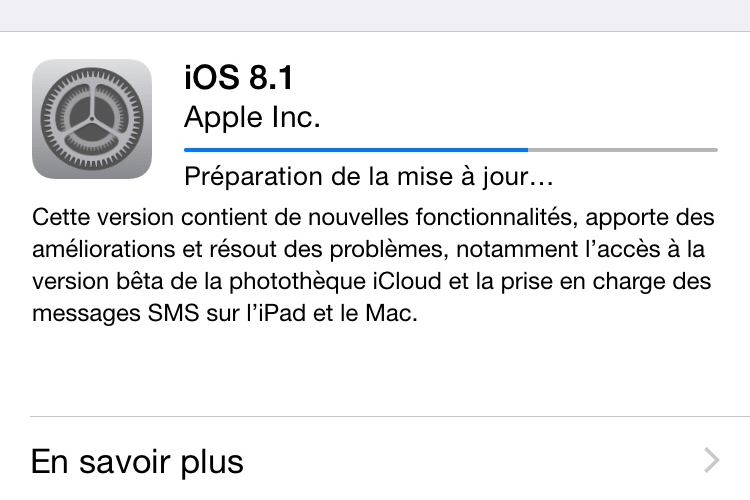 iOS 8.1
Apple Inc.
Préparation de la mise à jour…
Cette version contient de nouvelles fonctionnalités, apporte des
améliorations et résout des problèmes, notamment l’accès à la
version bêta de la photothèque iCloud et la prise en charge des
messages SMS sur l’iPad et le Mac.
En savoir plus